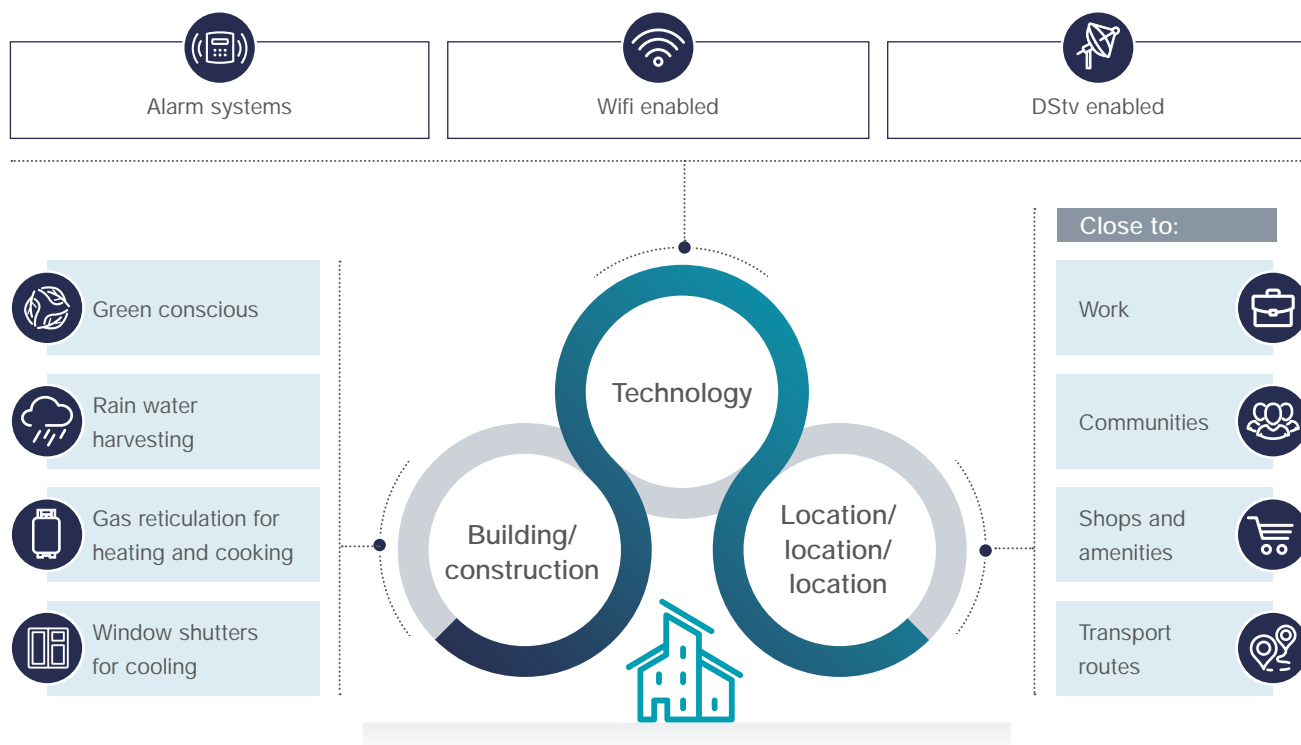 Alarm systems
Wifi enabled
DStv enabled
Close to:
Green conscious
Rain water
harvesting
Gas reticulation for
heating and cooking
Window shutters
for cooling
Technology
Building/
construction
Location/
location/
location
Work
Communities
Shops and
amenities
Transport
routes